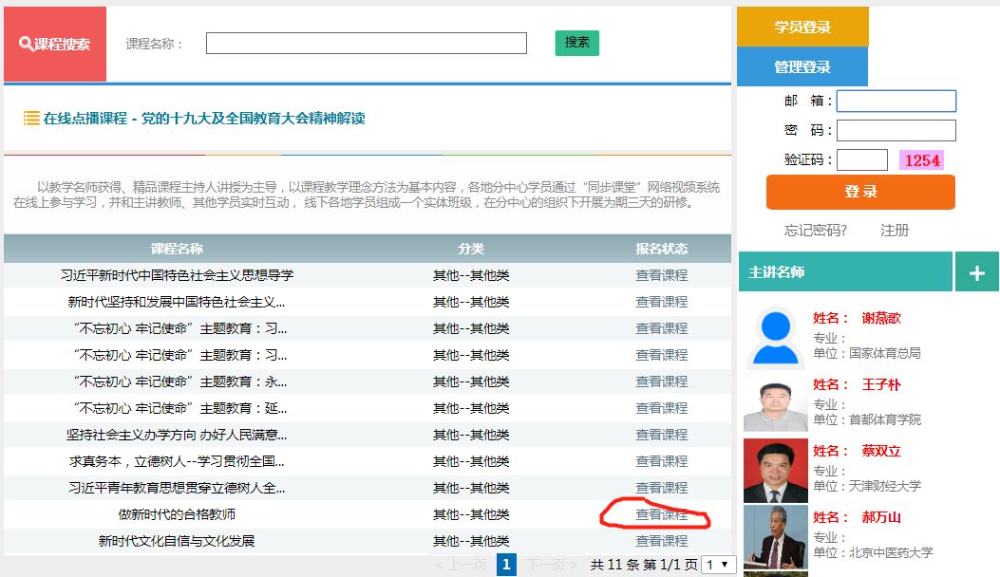 课程搜索
课程名称：
搜索
在线点播课程 - 党的十九大及全国教育大会精神解读
以教学名师获得、精品课程主持人讲授为主导，以课程教学理念方法为基本内容，各地分中心学员通过“同步课堂”网络视频系统
在线上参与学习，并和主讲教师、其他学员实时互动， 线下各地学员组成一个实体班级，在分中心的组织下开展为期三天的研修。
课程名称 分类 报名状态
习近平新时代中国特色社会主义思想导学 其他--其他类 查看课程
新时代坚持和发展中国特色社会主义... 其他--其他类 查看课程
“不忘初心 牢记使命”主题教育：习... 其他--其他类 查看课程
“不忘初心 牢记使命”主题教育：习... 其他--其他类 查看课程
“不忘初心 牢记使命”主题教育：永... 其他--其他类 查看课程
“不忘初心 牢记使命”主题教育：延... 其他--其他类 查看课程
坚持社会主义办学方向 办好人民满意... 其他--其他类 查看课程
求真务本，立德树人--学习贯彻全国... 其他--其他类 查看课程
习近平青年教育思想贯穿立德树人全... 其他--其他类 查看课程
做新时代的合格教师 其他--其他类 查看课程
新时代文化自信与文化发展 其他--其他类 查看课程
< 上一页 1 下一页 > 共 11 条 第 1/1 页 1
学员登录
管理登录
邮 箱：
密 码：
验证码： 1254
登 录
忘记密码? 注册
主讲名师 +
姓名： 谢燕歌
专业：
单位：国家体育总局
姓名： 王子朴
专业：
单位：首都体育学院
姓名： 蔡双立
专业：
单位：天津财经大学
姓名： 郝万山
专业：
单位：北京中医药大学